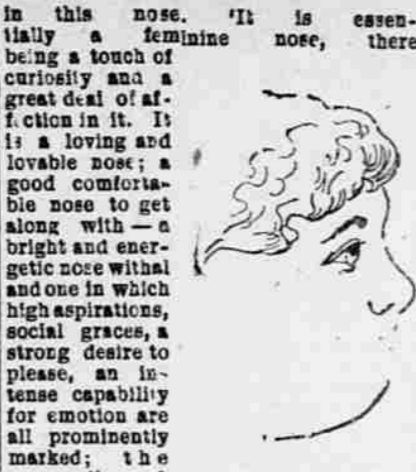 in this nose. 'It is essen-
tially a feminine nose, there
being a touch of
curiosity and a
great deal of af-
fection in it. It
is a loving and
lovable nose; a
good comforta-
ble nose to get
along with — a
bright and ener-
getic nose withal
and one in which
high aspirations,
social graces, a
strong desire to
please, an in-
tense capability
for emotion are
all prominently
marked; the